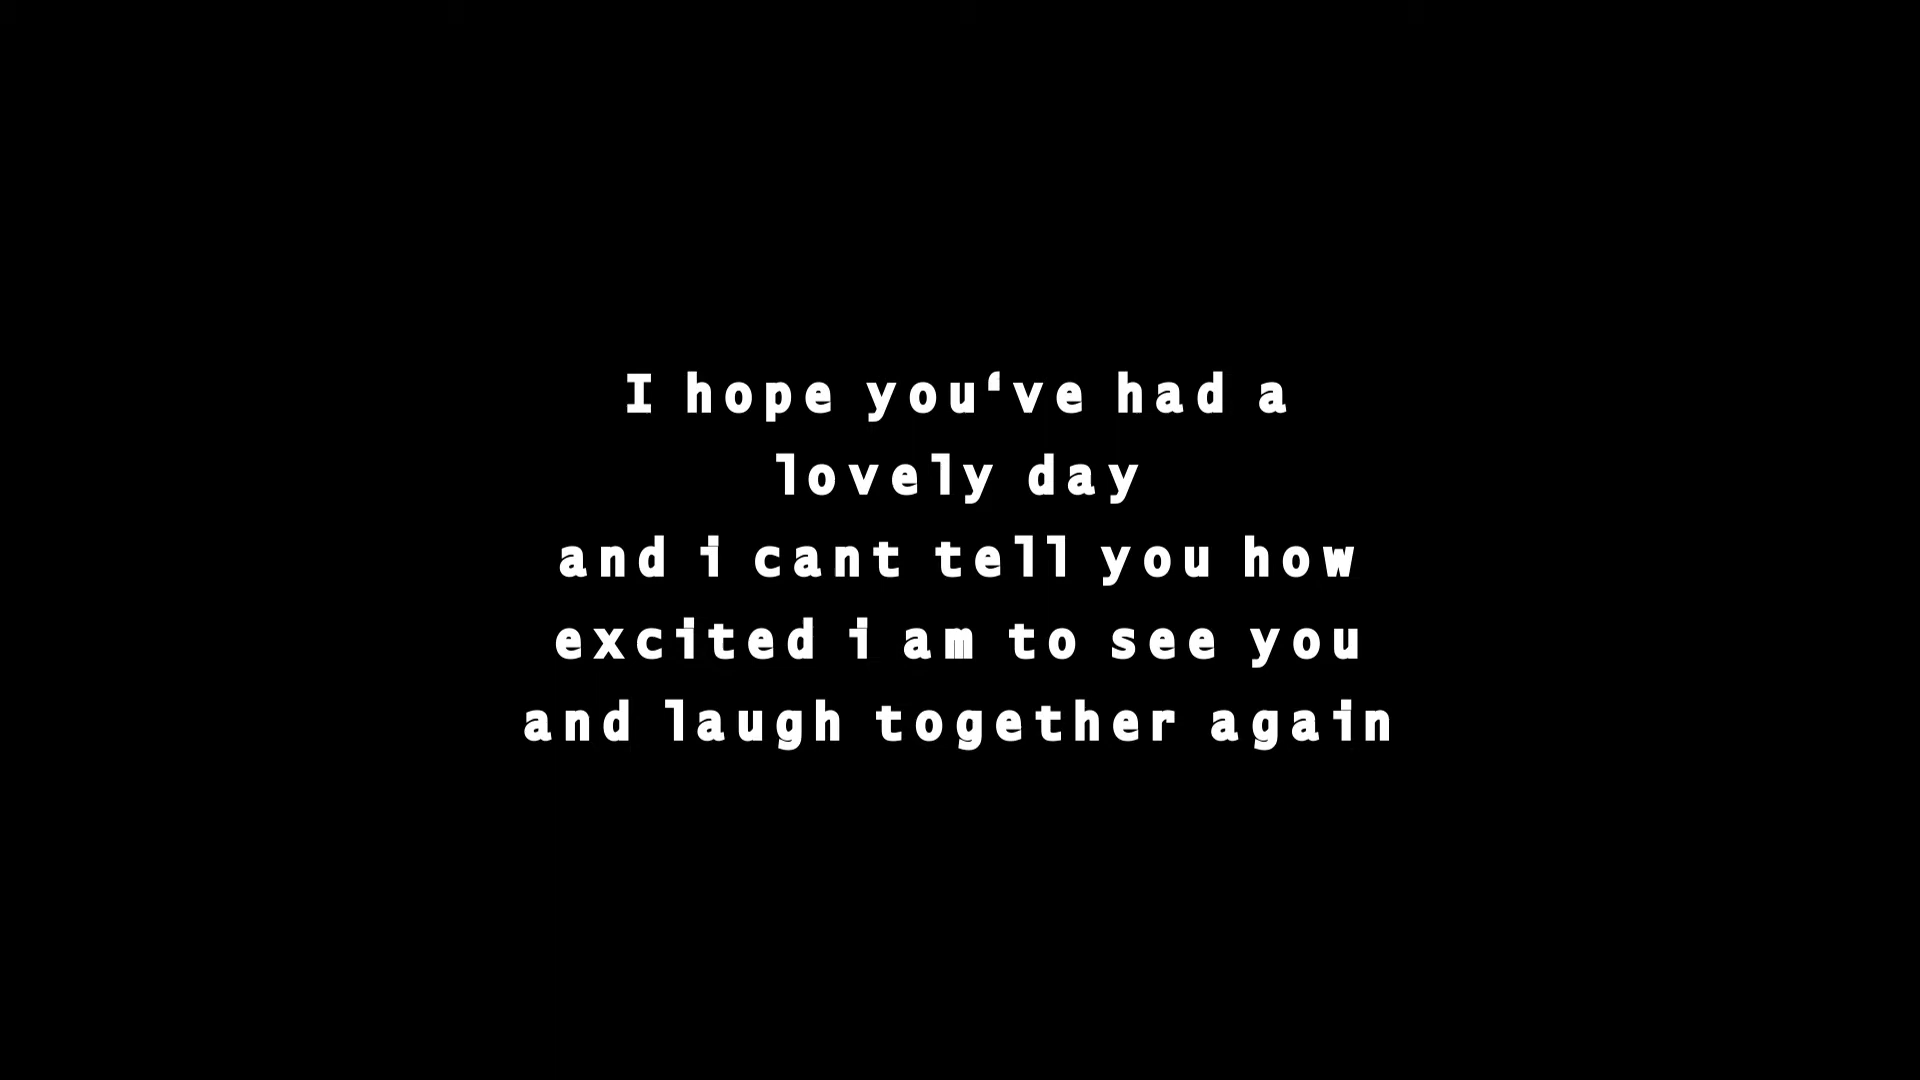 I hope you‘ve had a
lovely day
and i cant tell you how
excited i am to see you
and laugh together again